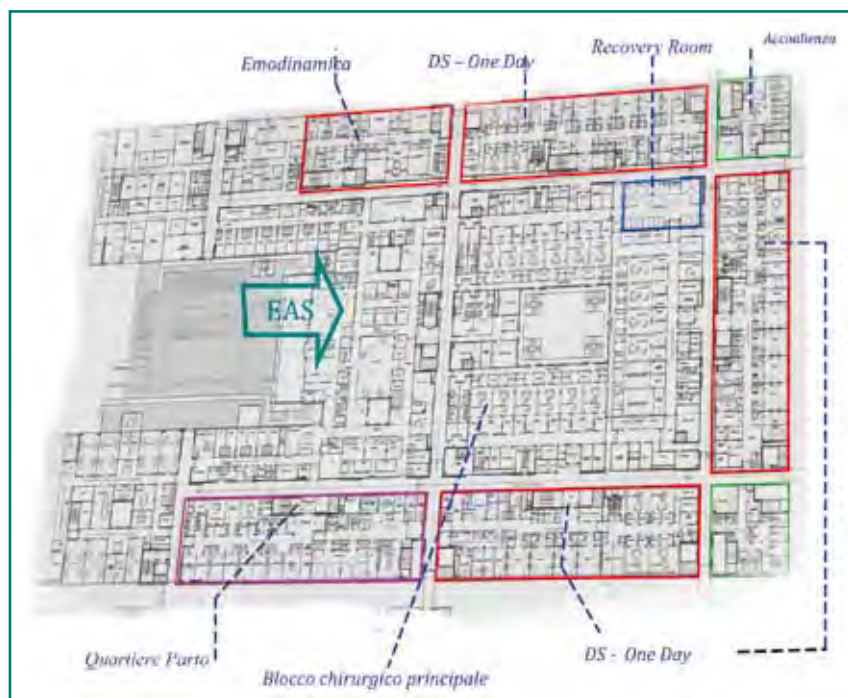 Emodinamica
DS – One Day
Recovery Room
Accoglienza
EAS
Quartiere Parto
Blocco chirurgico principale
DS - One Day